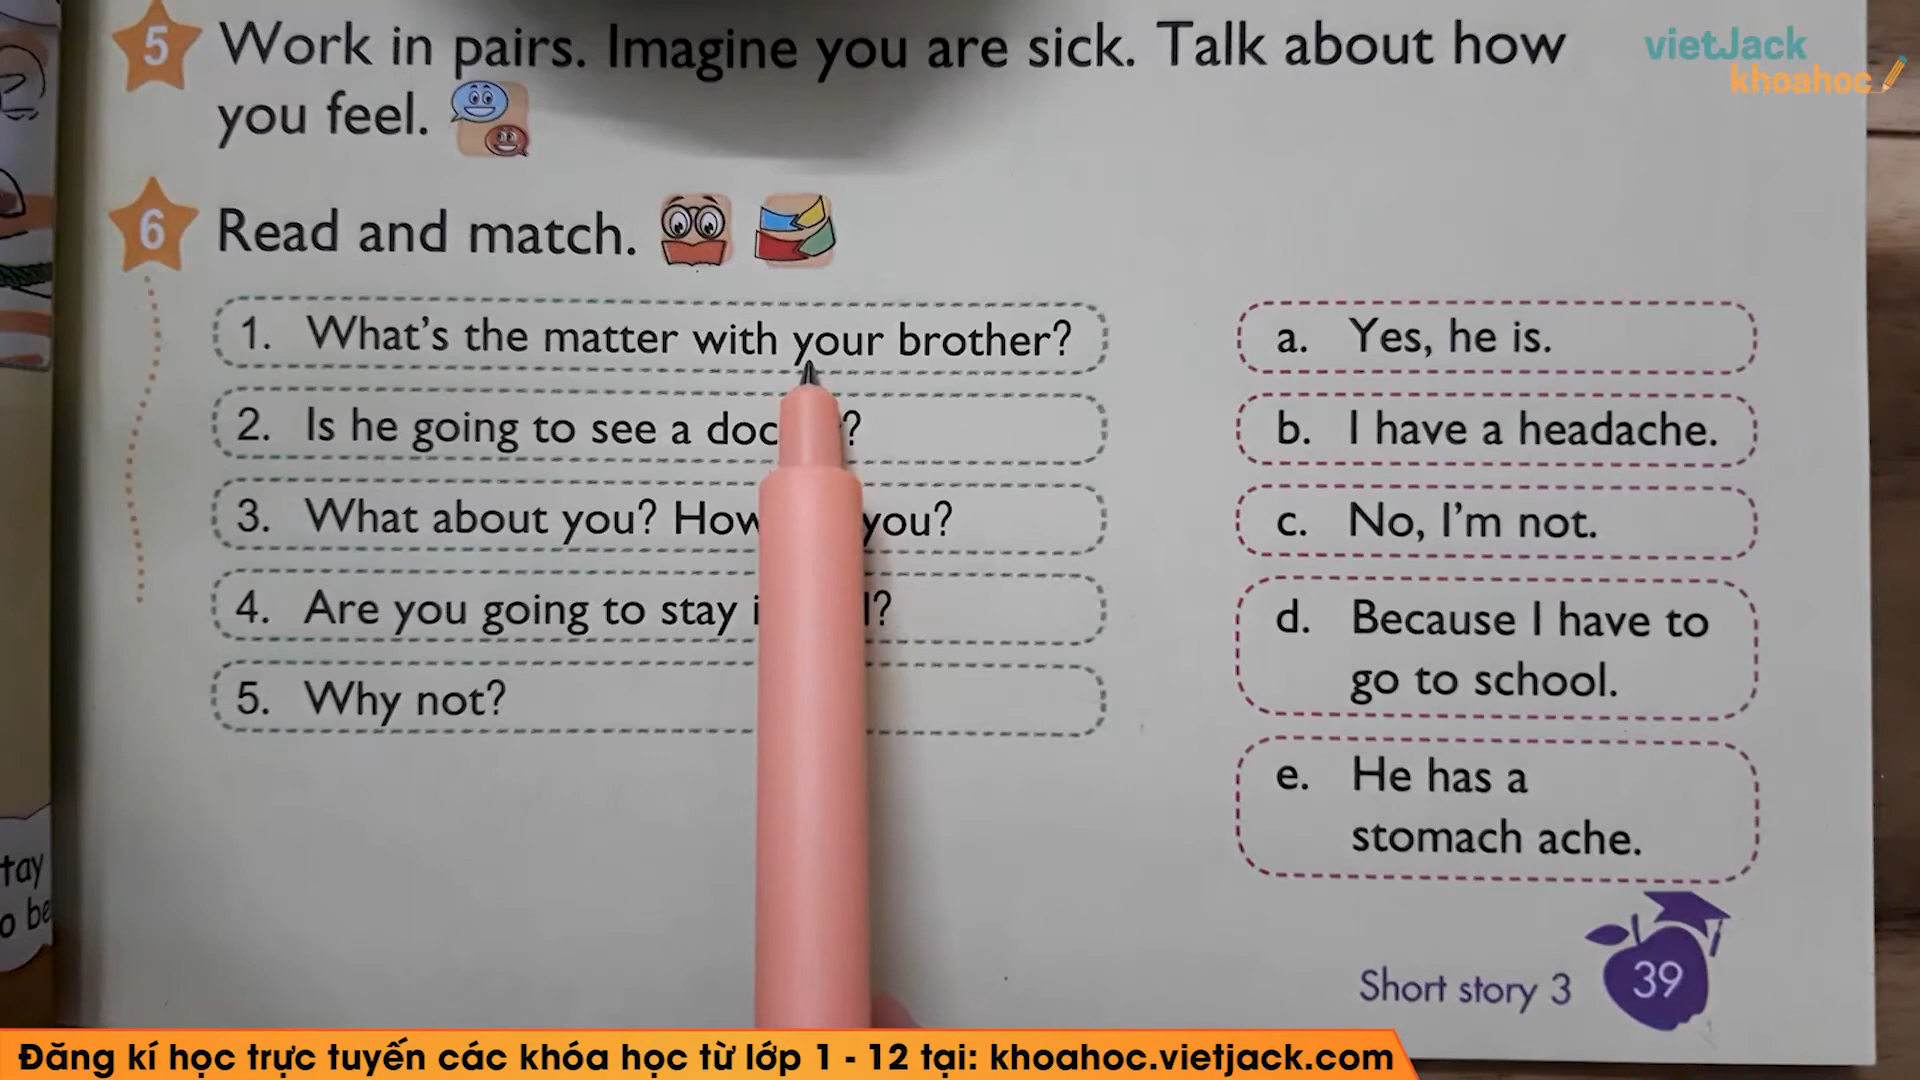 vietJack
khoahoc
5 Work in pairs. Imagine you are sick. Talk about how
you feel.
6 Read and match.
1. What's the matter with your brother?
2. Is he going to see a doc ?
3. What about you? How you?
4. Are you going to stay i l?
5. Why not?
a. Yes, he is.
b. I have a headache.
c. No, I'm not.
d. Because I have to
go to school.
e. He has a
stomach ache.
tay
o be
Short story 3 39
Đăng kí học trực tuyến các khóa học từ lớp 1 - 12 tại: khoahoc.vietjack.com